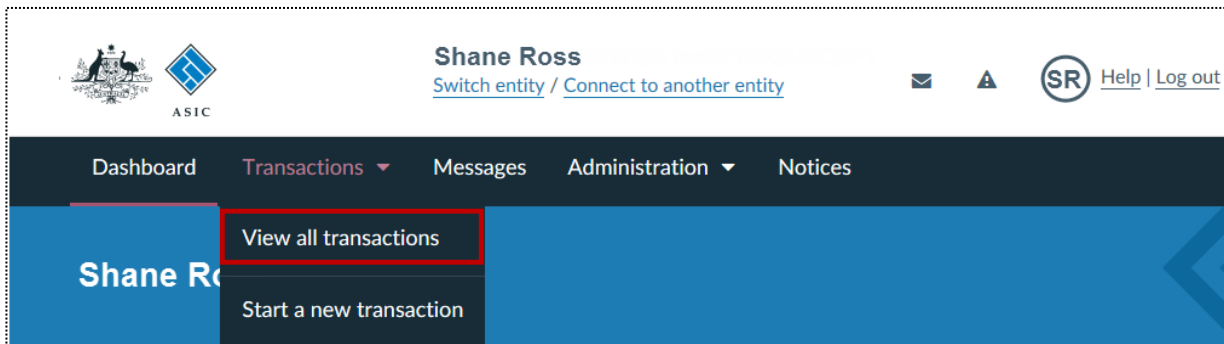 ASIC
Shane Ross
Switch entity / Connect to another entity
SR Help | Log out
Dashboard Transactions Messages Administration Notices
View all transactions
Shane Ro
Start a new transaction